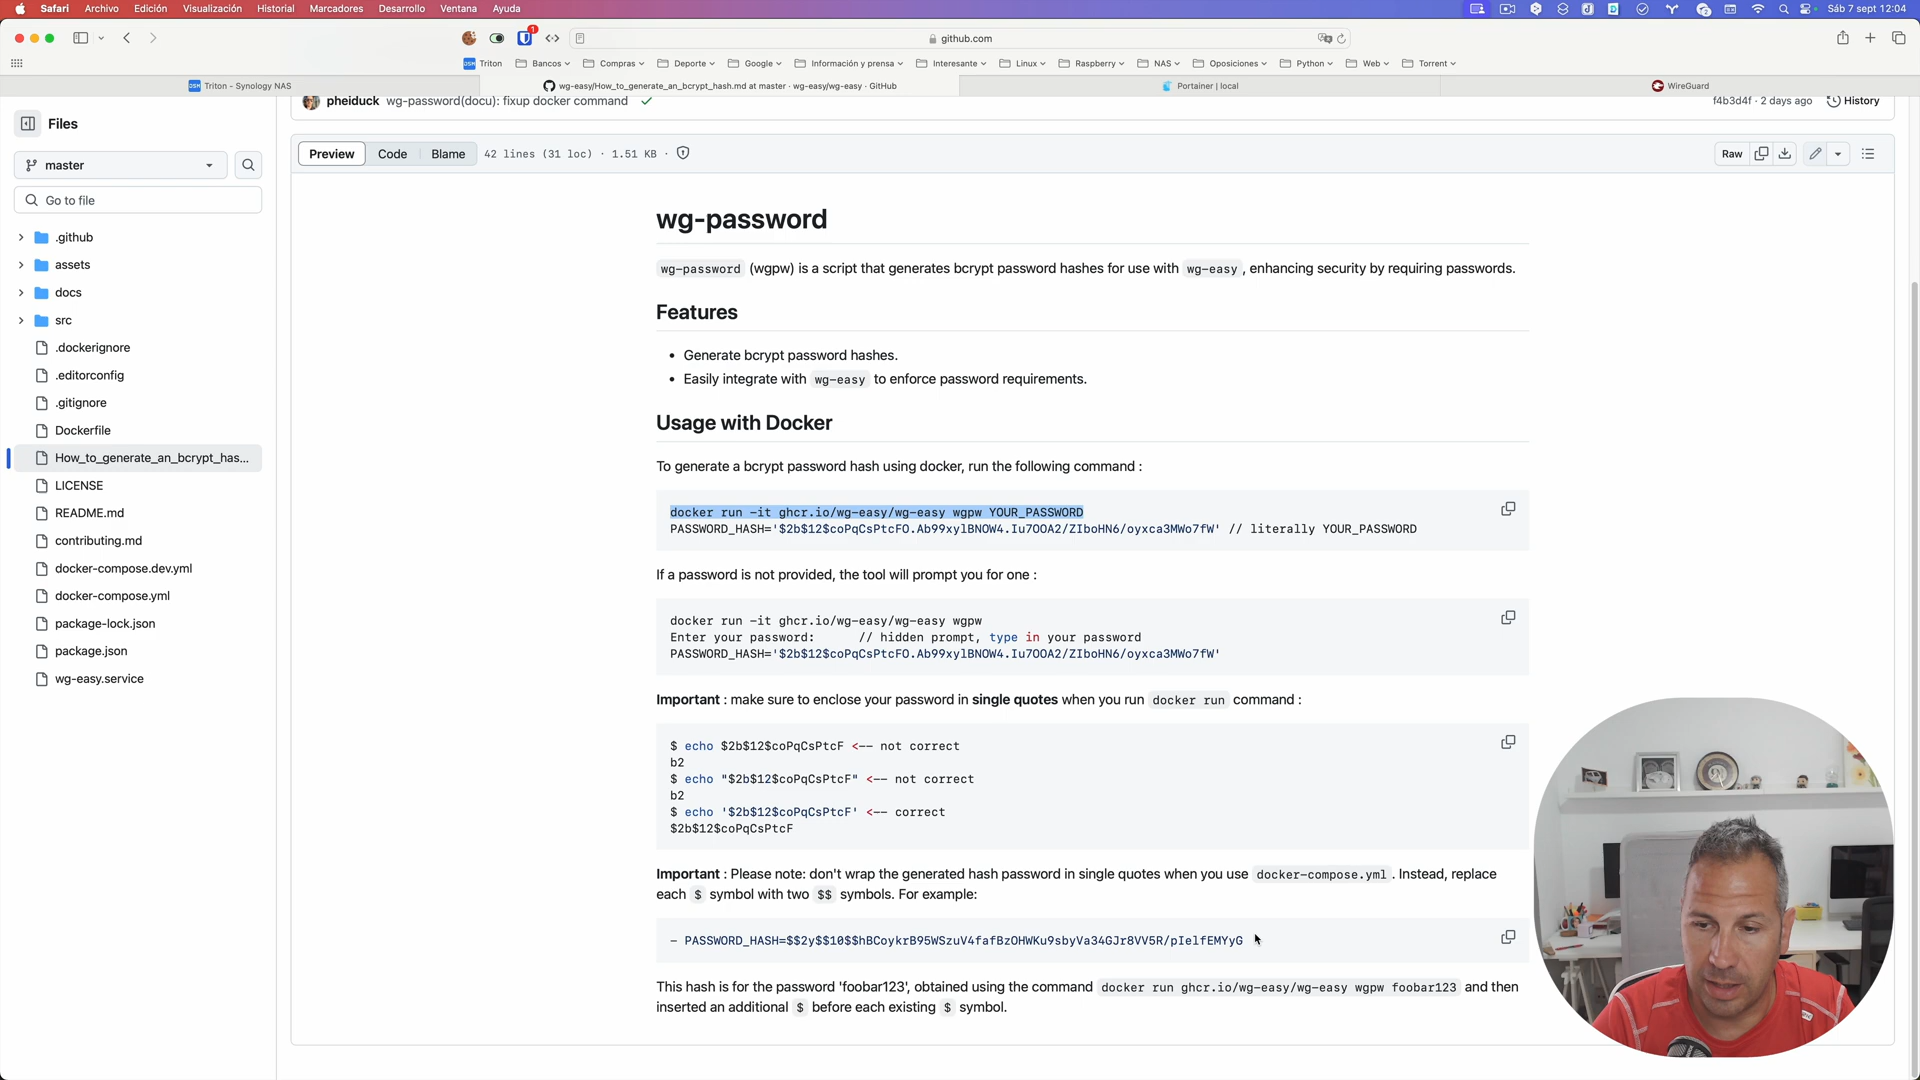 Safari Archivo Edición Visualización Historial Marcadores Desarrollo Ventana Ayuda Sáb 7 sept 12:04
1 github.com
Triton Bancos Compras Deporte Google Información y prensa Interesante Linux Raspberry NAS Oposiciones Python Web Torrent
Triton - Synology NAS wg-easy/How_to_generate_an_bcrypt_hash.md at master · wg-easy/wg-easy · GitHub Portainer | local WireGuard
pheiduck wg-password(docu): fixup docker command f4b3d4f · 2 days ago History
Files
master
Go to file
.github
assets
docs
src
.dockerignore
.editorconfig
.gitignore
Dockerfile
How_to_generate_an_bcrypt_has...
LICENSE
README.md
contributing.md
docker-compose.dev.yml
docker-compose.yml
package-lock.json
package.json
wg-easy.service
Preview Code Blame 42 lines (31 loc) · 1.51 KB · Raw
wg-password
wg-password (wgpw) is a script that generates bcrypt password hashes for use with wg-easy , enhancing security by requiring passwords.
Features
• Generate bcrypt password hashes.
• Easily integrate with wg-easy to enforce password requirements.
Usage with Docker
To generate a bcrypt password hash using docker, run the following command :
docker run -it ghcr.io/wg-easy/wg-easy wgpw YOUR_PASSWORD
PASSWORD_HASH='$2b$12$coPqCsPtcFO.Ab99xylBNOW4.Iu7OOA2/ZIboHN6/oyxca3MWo7fW' // literally YOUR_PASSWORD
If a password is not provided, the tool will prompt you for one :
docker run -it ghcr.io/wg-easy/wg-easy wgpw
Enter your password: // hidden prompt, type in your password
PASSWORD_HASH='$2b$12$coPqCsPtcFO.Ab99xylBNOW4.Iu7OOA2/ZIboHN6/oyxca3MWo7fW'
Important : make sure to enclose your password in single quotes when you run docker run command :
$ echo $2b$12$coPqCsPtcF <-- not correct
b2
$ echo "$2b$12$coPqCsPtcF" <-- not correct
b2
$ echo '$2b$12$coPqCsPtcF' <-- correct
$2b$12$coPqCsPtcF
Important : Please note: don't wrap the generated hash password in single quotes when you use docker-compose.yml. Instead, replace
each $ symbol with two $$ symbols. For example:
- PASSWORD_HASH=$$2y$$10$$hBCoykrB95WSzuV4fafBzOHWKu9sbyVa34GJr8VV5R/pIelfEMYyG
This hash is for the password 'foobar123', obtained using the command docker run ghcr.io/wg-easy/wg-easy wgpw foobar123 and then
inserted an additional $ before each existing $ symbol.